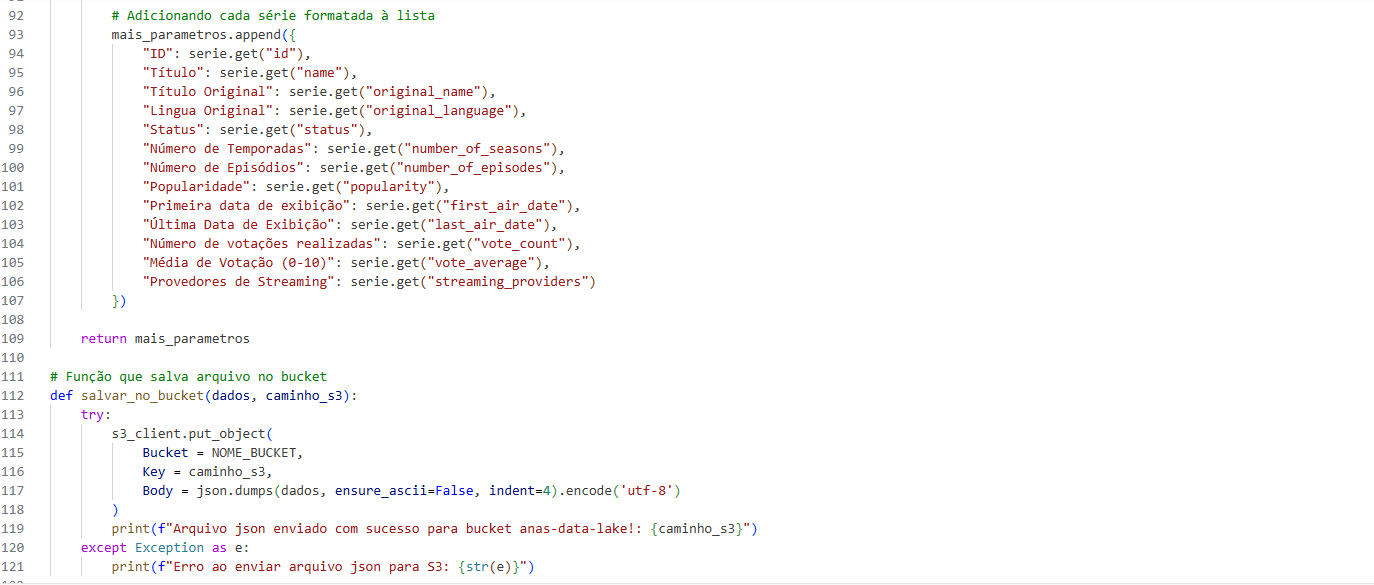 92 # Adicionando cada série formatada à lista
93 mais_parametros.append({
94 "ID": serie.get("id"),
95 "Título": serie.get("name"),
96 "Título Original": serie.get("original_name"),
97 "Lingua Original": serie.get("original_language"),
98 "Status": serie.get("status"),
99 "Número de Temporadas": serie.get("number_of_seasons"),
100 "Número de Episódios": serie.get("number_of_episodes"),
101 "Popularidade": serie.get("popularity"),
102 "Primeira data de exibição": serie.get("first_air_date"),
103 "Última Data de Exibição": serie.get("last_air_date"),
104 "Número de votações realizadas": serie.get("vote_count"),
105 "Média de Votação (0-10)": serie.get("vote_average"),
106 "Provedores de Streaming": serie.get("streaming_providers")
107 })
108
109 return mais_parametros
110
111 # Função que salva arquivo no bucket
112 def salvar_no_bucket(dados, caminho_s3):
113 try:
114 s3_client.put_object(
115 Bucket = NOME_BUCKET,
116 Key = caminho_s3,
117 Body = json.dumps(dados, ensure_ascii=False, indent=4).encode('utf-8')
118 )
119 print(f"Arquivo json enviado com sucesso para bucket anas-data-lake!: {caminho_s3}")
120 except Exception as e:
121 print(f"Erro ao enviar arquivo json para S3: {str(e)}")